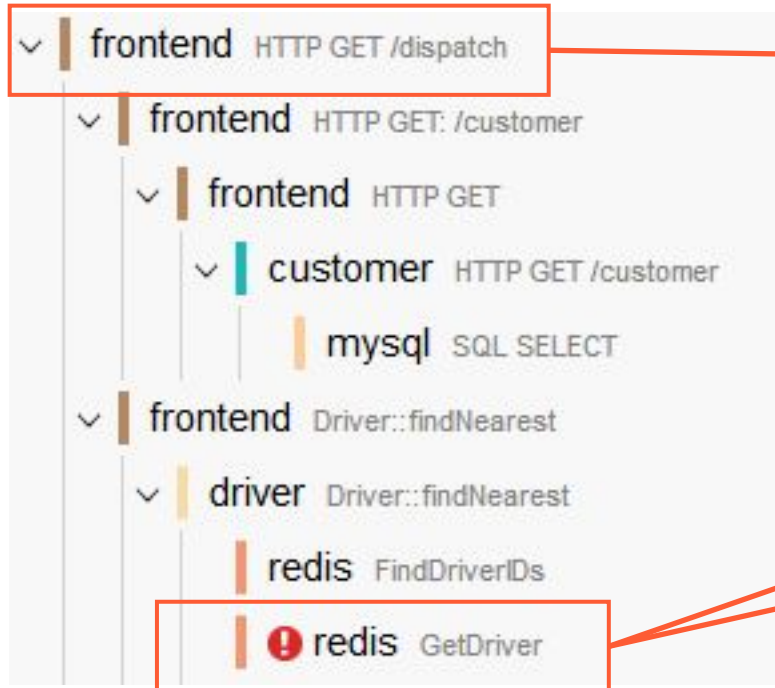 frontend HTTP GET /dispatch
frontend HTTP GET: /customer
frontend HTTP GET
customer HTTP GET /customer
mysql SQL SELECT
frontend Driver::findNearest
driver Driver::findNearest
redis FindDriverIDs
redis GetDriver